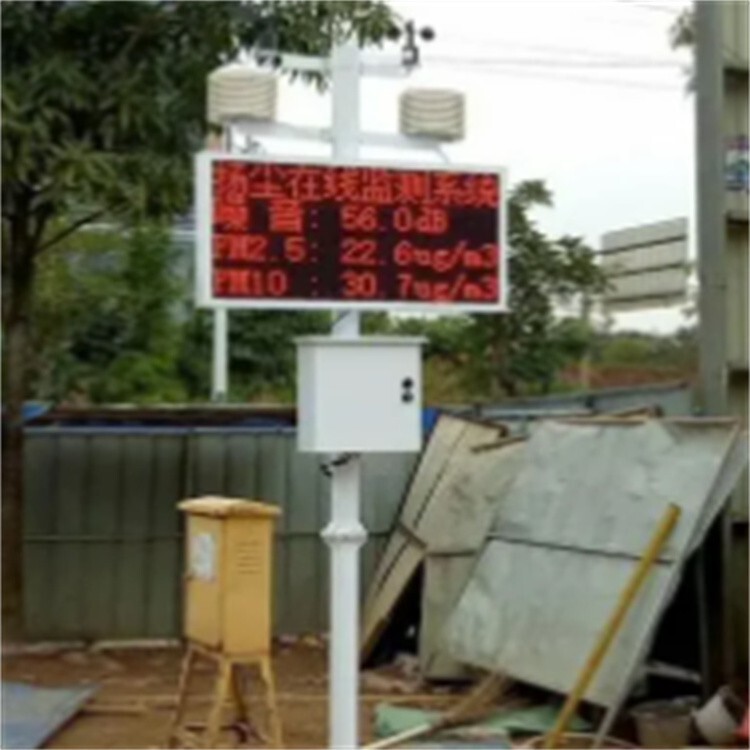 扬尘在线监测系统
噪 音: 56.0dB
PM2.5: 22.6ug/m3
PM10 : 30.7ug/m3